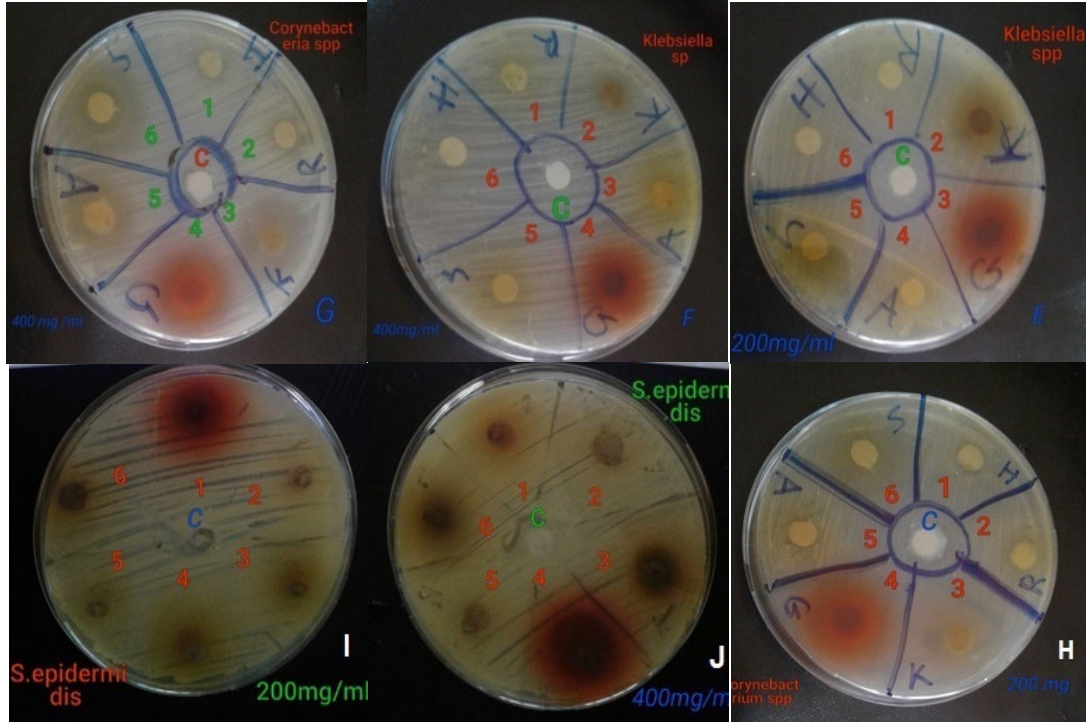 Corynebact
eria spp
H
1
6
2
C
R
A
5
3
4
G
K
400 mg /ml
G
Klebsiella
sp
R
H
K
1
2
6
3
C
5
4
A
S
G
400mg/ml
F
Klebsiella
spp
R
H
1
2
6
C
K
3
5
4
S
G
A
200mg/ml
E
6
1
2
C
5
4
3
S.epidermi
dis
200mg/ml
I
S.epiderm
dis
1
2
6
C
3
5
4
J
400mg/m
S
H
A
6
1
C
2
5
4
3
R
G
K
H
orynebact
rium spp
200 mg